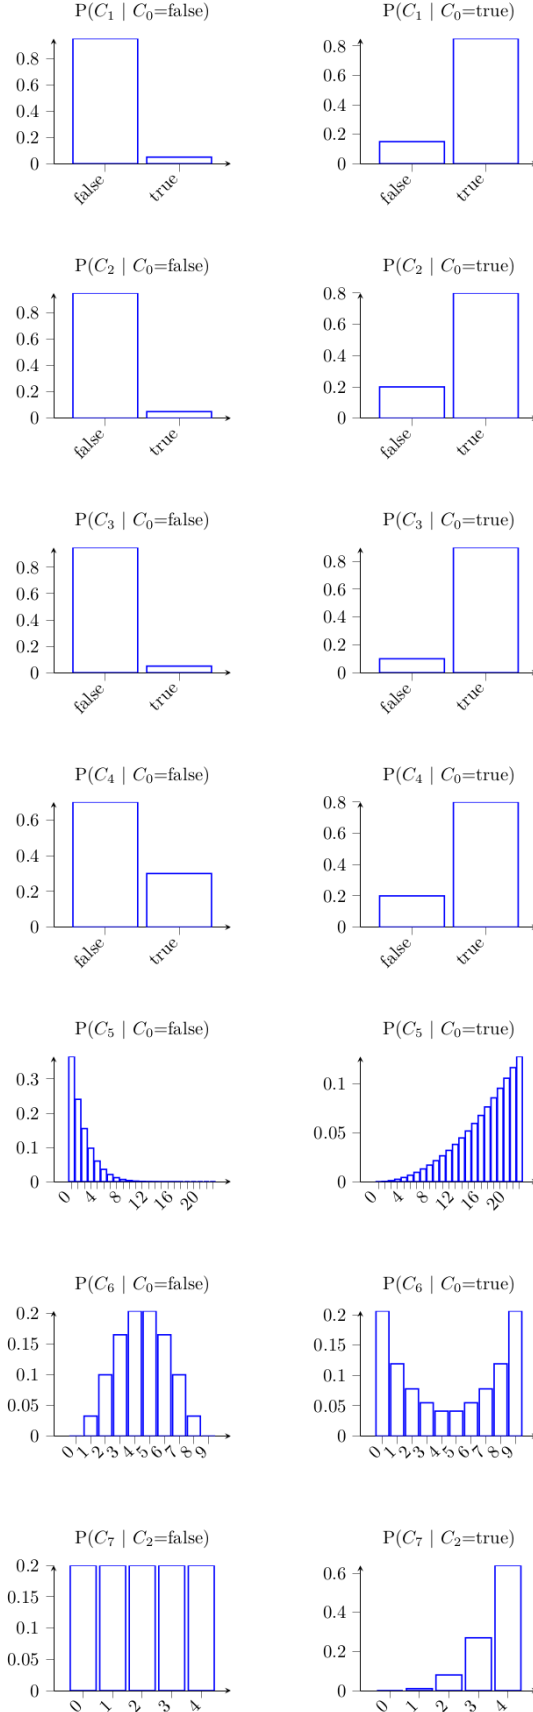 P(C₁ | C₀=false) P(C₁ | C₀=true)
0.8 0.8
0.6 0.6
0.4 0.4
0.2 0.2
0 0
false true false true
P(C₂ | C₀=false) P(C₂ | C₀=true)
0.8 0.8
0.6 0.6
0.4 0.4
0.2 0.2
0 0
false true false true
P(C₃ | C₀=false) P(C₃ | C₀=true)
0.8 0.8
0.6 0.6
0.4 0.4
0.2 0.2
0 0
false true false true
P(C₄ | C₀=false) P(C₄ | C₀=true)
0.8
0.6 0.6
0.4 0.4
0.2 0.2
0 0
false true false true
P(C₅ | C₀=false) P(C₅ | C₀=true)
0.3 0.1
0.2
0.1 0.05
0 0
0 4 8 12 16 20 0 4 8 12 16 20
P(C₆ | C₀=false) P(C₆ | C₀=true)
0.2 0.2
0.15 0.15
0.1 0.1
0.05 0.05
0 0
0 1 2 3 4 5 6 7 8 9 0 1 2 3 4 5 6 7 8 9
P(C₇ | C₂=false) P(C₇ | C₂=true)
0.2 0.6
0.15 0.4
0.1
0.05 0.2
0 0
0 1 2 3 4 0 1 2 3 4